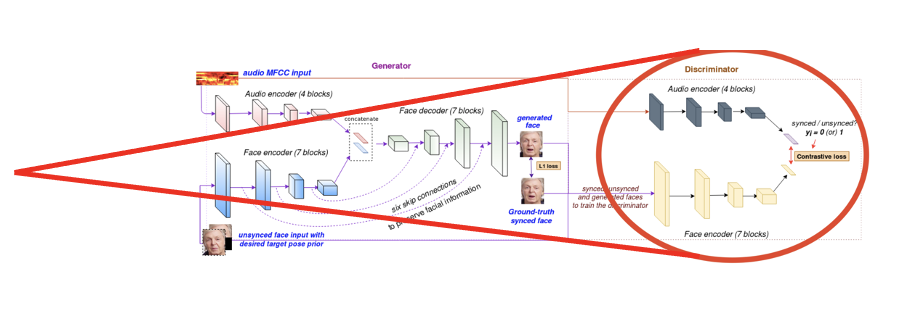 Generator
Discriminator
audio MFCC input
Audio encoder (4 blocks)
concatenate
Face decoder (7 blocks)
generated
face
L1 loss
Ground-truth
synced face
Face encoder (7 blocks)
six skip connections
to preserve facial information
unsynced face input with
desired target pose prior
synced, unsynced
and generated faces
to train the discriminator
Audio encoder (4 blocks)
synced / unsynced?
yi = 0 (or) 1
Contrastive loss
Face encoder (7 blocks)